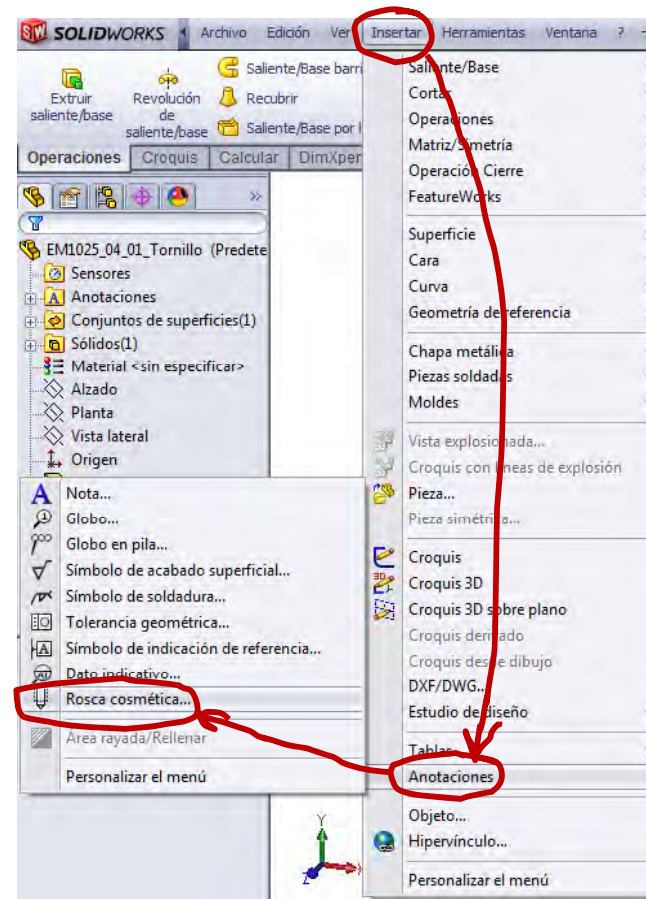 SOLIDWORKS Archivo Edición Ver Insertar Herramientas Ventana ?
Extruir saliente/base
Revolución de saliente/base
Saliente/Base barri
Recubrir
Saliente/Base por l
Operaciones Croquis Calcular DimXper
EM1025_04_01_Tornillo (Predete
Sensores
Anotaciones
Conjuntos de superficies(1)
Sólidos(1)
Material <sin especificar>
Alzado
Planta
Vista lateral
Origen
Nota...
Globo...
Globo en pila...
Símbolo de acabado superficial...
Símbolo de soldadura...
Tolerancia geométrica...
Símbolo de indicación de referencia...
Dato indicativo...
Rosca cosmética...
Área rayada/Rellenar
Personalizar el menú
Saliente/Base
Cortar
Operaciones
Matriz/Simetría
Operación Cierre
FeatureWorks
Superficie
Cara
Curva
Geometría de referencia
Chapa metálica
Piezas soldadas
Moldes
Vista explosionada...
Croquis con líneas de explosión
Pieza...
Pieza simétrica...
Croquis
Croquis 3D
Croquis 3D sobre plano
Croquis derivado
Croquis desde dibujo
DXF/DWG...
Estudio de diseño
Tablas
Anotaciones
Objeto...
Hipervínculo...
Personalizar el menú
Y
X
Z